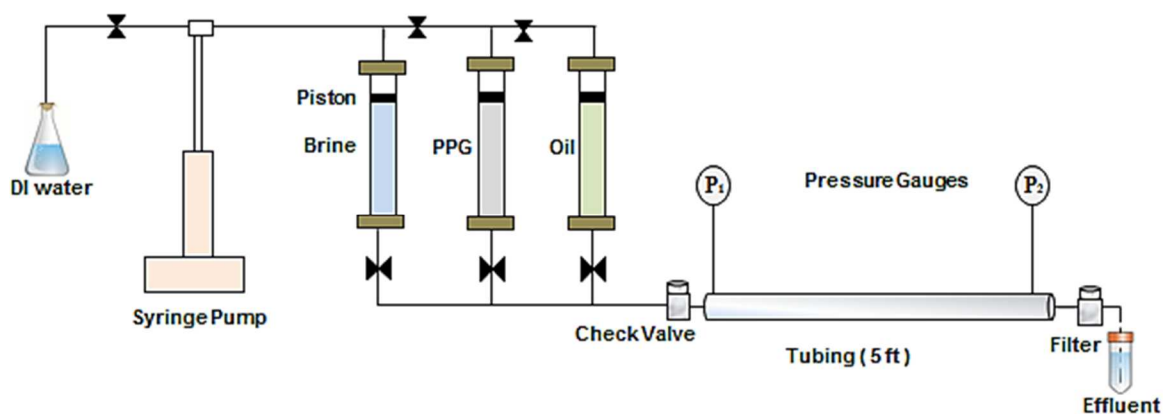 Piston
Brine
PPG
Oil
DI water
Syringe Pump
P1
Pressure Gauges
P2
Check Valve
Tubing ( 5 ft )
Filter
Effluent